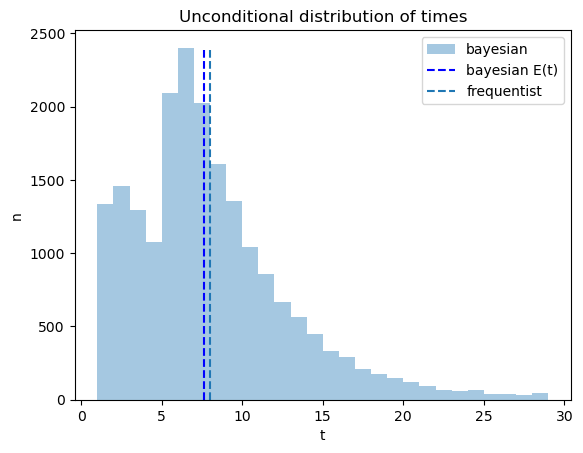 Unconditional distribution of times
bayesian
bayesian E(t)
frequentist
2500
2000
1500
1000
500
0
n
0 5 10 15 20 25 30
t